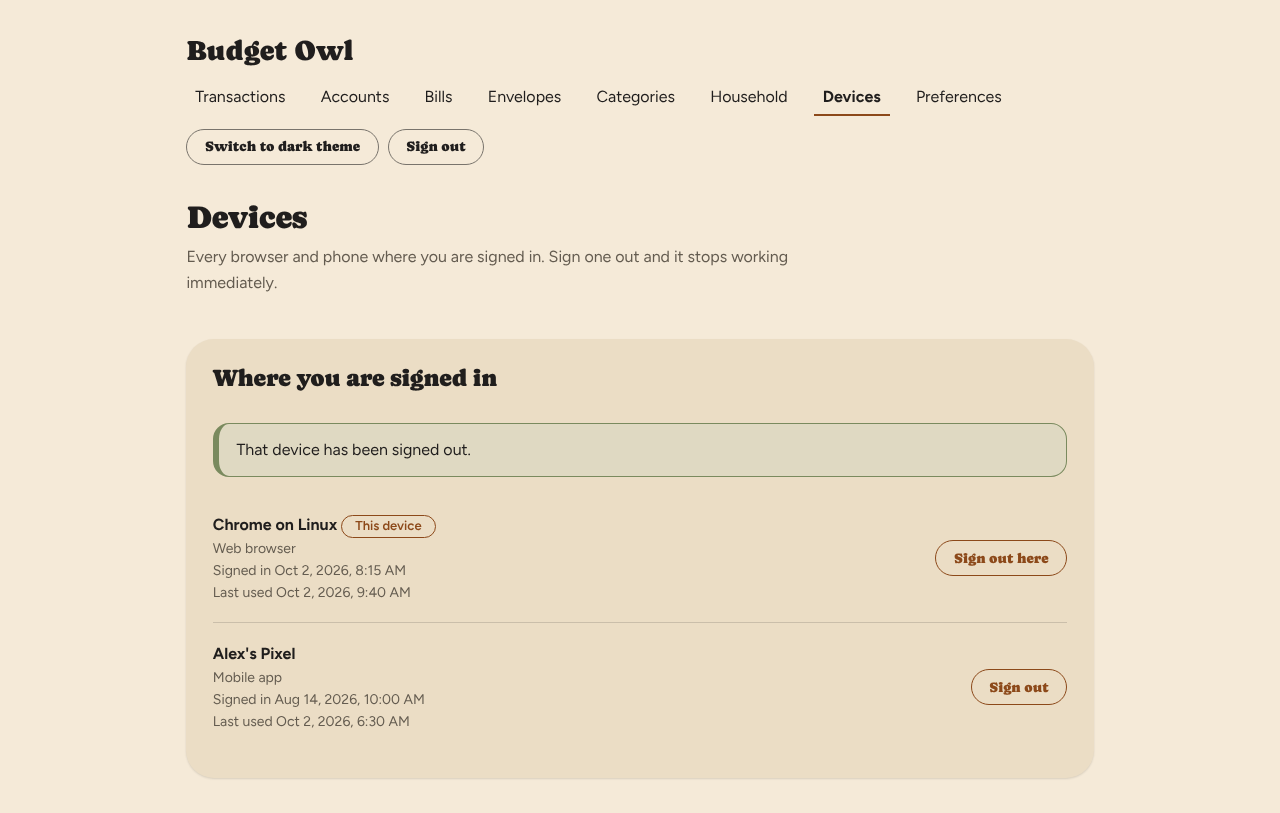 Budget Owl
Transactions Accounts Bills Envelopes Categories Household Devices Preferences
Switch to dark theme Sign out
Devices
Every browser and phone where you are signed in. Sign one out and it stops working
immediately.
Where you are signed in
That device has been signed out.
Chrome on Linux This device
Web browser
Signed in Oct 2, 2026, 8:15 AM
Last used Oct 2, 2026, 9:40 AM
Sign out here
Alex's Pixel
Mobile app
Signed in Aug 14, 2026, 10:00 AM
Last used Oct 2, 2026, 6:30 AM
Sign out